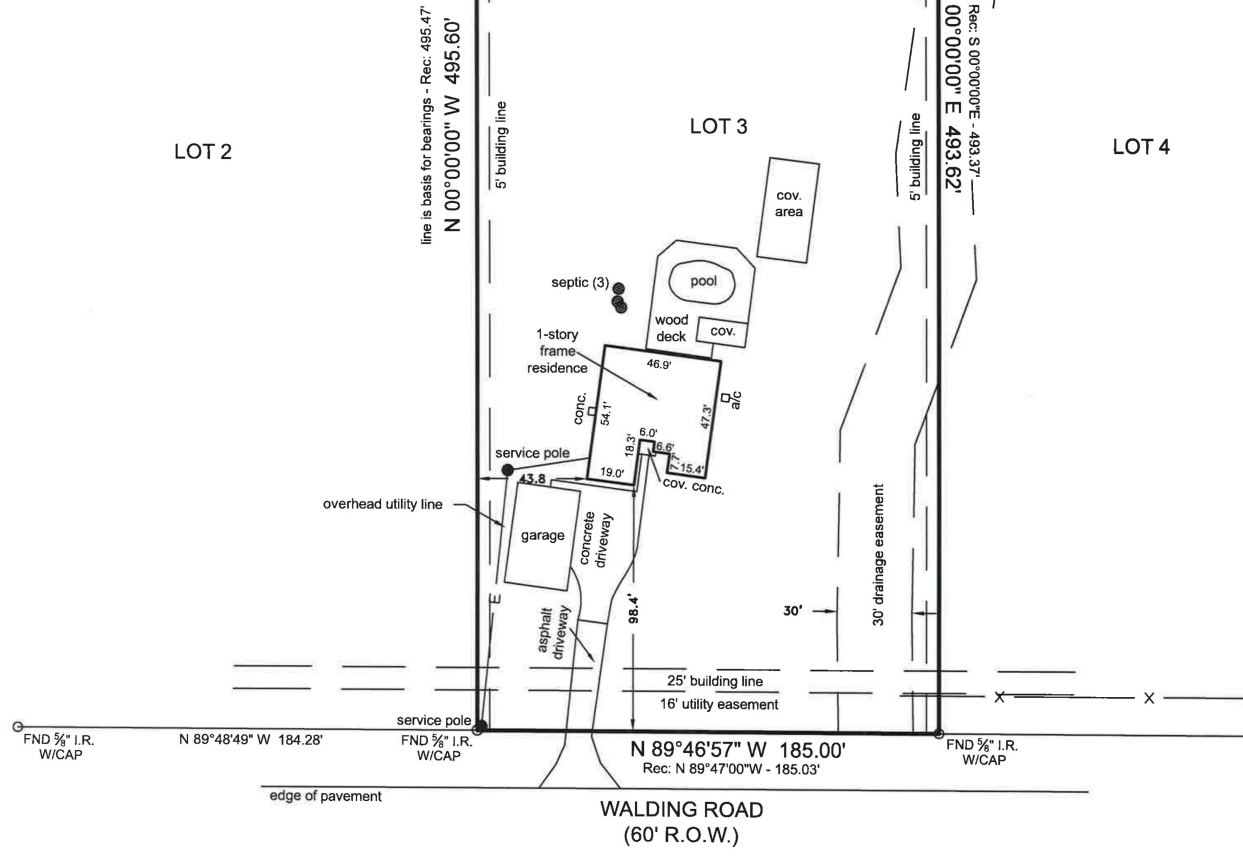 line is basis for bearings - Rec: 495.47'
N 00°00'00" W 495.60'
5' building line
LOT 2
LOT 3
LOT 4
5' building line
00°00'00" E 493.62'
Rec: S 00°00'00"E - 493.37'
cov.
area
septic (3)
pool
wood
deck
cov.
1-story
frame
residence
46.9'
conc.
54.1'
47.3'
a/c
6.0'
18.3'
6.6'
7.7'
15.4'
19.0'
cov. conc.
service pole
43.8
overhead utility line
garage
concrete
driveway
E
asphalt
driveway
98.4'
30'
30' drainage easement
25' building line
16' utility easement
X
X
service pole
FND ⅝" I.R.
W/CAP
N 89°48'49" W 184.28'
FND ⅝" I.R.
W/CAP
N 89°46'57" W 185.00'
Rec: N 89°47'00"W - 185.03'
FND ⅝" I.R.
W/CAP
edge of pavement
WALDING ROAD
(60' R.O.W.)